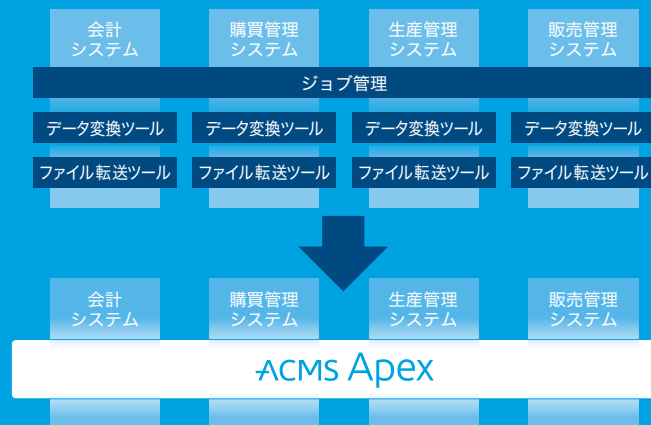 会計
システム
購買管理
システム
生産管理
システム
販売管理
システム
ジョブ管理
データ変換ツール
データ変換ツール
データ変換ツール
データ変換ツール
ファイル転送ツール
ファイル転送ツール
ファイル転送ツール
ファイル転送ツール
会計
システム
購買管理
システム
生産管理
システム
販売管理
システム
ACMS Apex